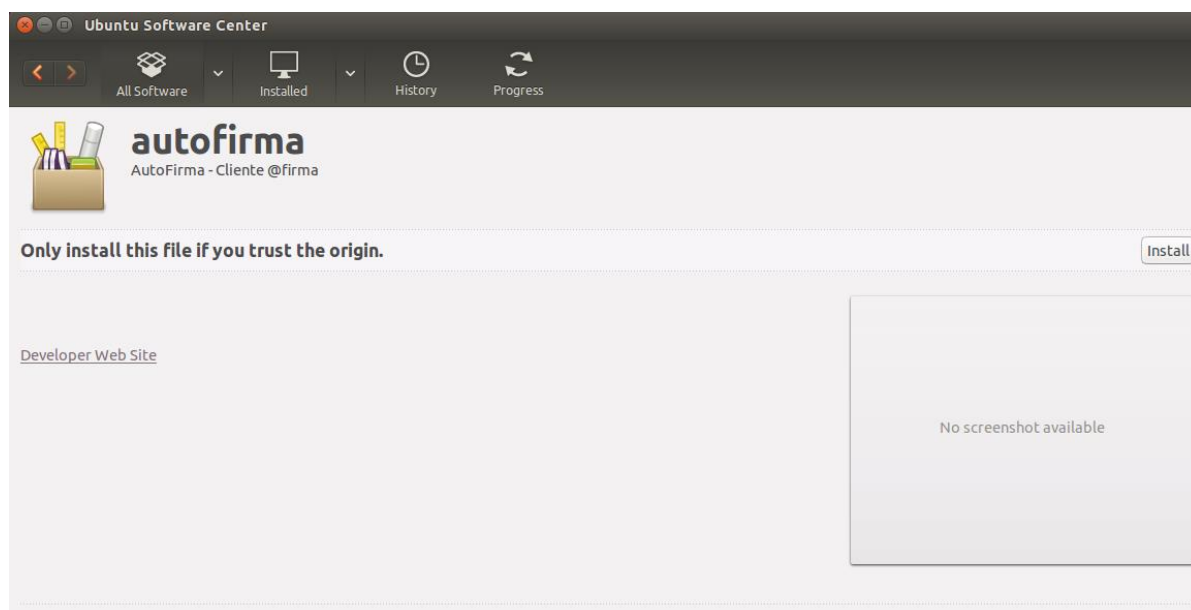 Ubuntu Software Center
All Software
Installed
History
Progress
autofirma
AutoFirma - Cliente @firma
Only install this file if you trust the origin.
Install
Developer Web Site
No screenshot available